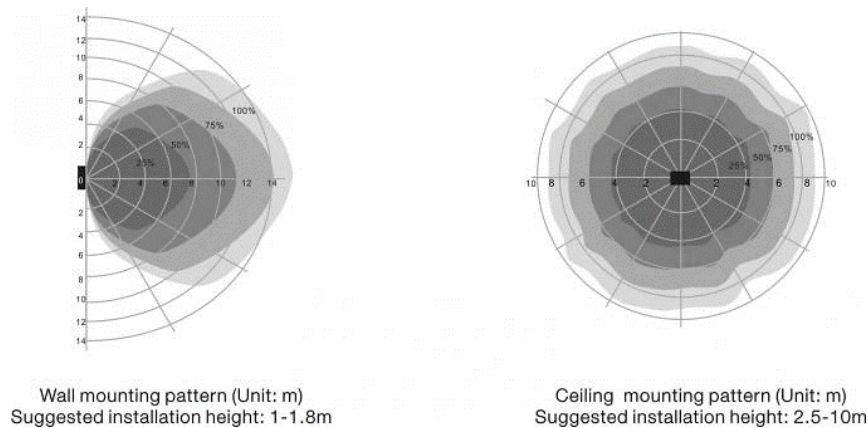 14
12
10
8
6
4
2
0
2
4
6
8
10
12
14
2 4 6 8 10 12 14
25%
50%
75%
100%
10 8 6 4 2 2 4 6 8 10
25% 50% 75% 100%
Wall mounting pattern (Unit: m)
Suggested installation height: 1-1.8m
Ceiling mounting pattern (Unit: m)
Suggested installation height: 2.5-10m